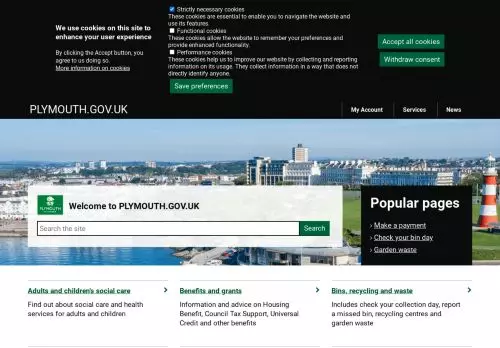 We use cookies on this site to
enhance your user experience
By clicking the Accept button, you
agree to us doing so.
More information on cookies
Strictly necessary cookies
These cookies are essential to enable you to navigate the website and
use its features.
Functional cookies
These cookies allow the website to remember your preferences and
provide enhanced functionality.
Performance cookies
These cookies help us to improve our website by collecting and reporting
information on its usage. They collect information in a way that does not
directly identify anyone.
Save preferences
Accept all cookies
Withdraw consent
PLYMOUTH.GOV.UK
My Account
Services
News
PLYMOUTH
Welcome to PLYMOUTH.GOV.UK
Search the site
Search
Popular pages
› Make a payment
› Check your bin day
› Garden waste
Adults and children's social care
Find out about social care and health
services for adults and children
Benefits and grants
Information and advice on Housing
Benefit, Council Tax Support, Universal
Credit and other benefits
Bins, recycling and waste
Includes check your collection day, report
a missed bin, recycling centres and
garden waste